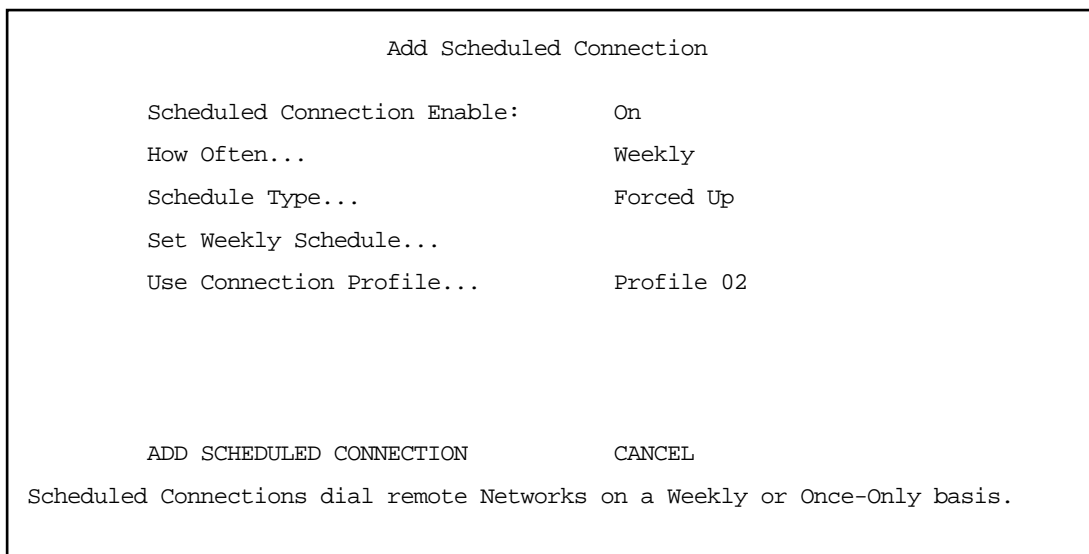 Add Scheduled Connection
Scheduled Connection Enable: On
How Often... Weekly
Schedule Type... Forced Up
Set Weekly Schedule...
Use Connection Profile... Profile 02
ADD SCHEDULED CONNECTION CANCEL
Scheduled Connections dial remote Networks on a Weekly or Once-Only basis.